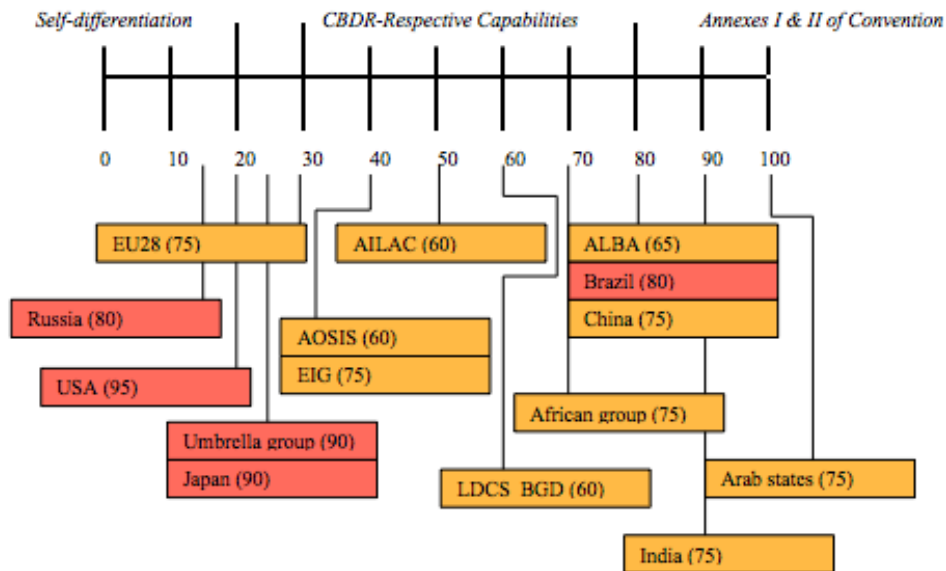 Self-differentiation CBDR-Respective Capabilities Annexes I & II of Convention
0 10 20 30 40 50 60 70 80 90 100
EU28 (75) AILAC (60) ALBA (65)
Brazil (80)
Russia (80) China (75)
AOSIS (60)
EIG (75)
USA (95)
African group (75)
Umbrella group (90)
Japan (90) Arab states (75)
LDCS BGD (60)
India (75)